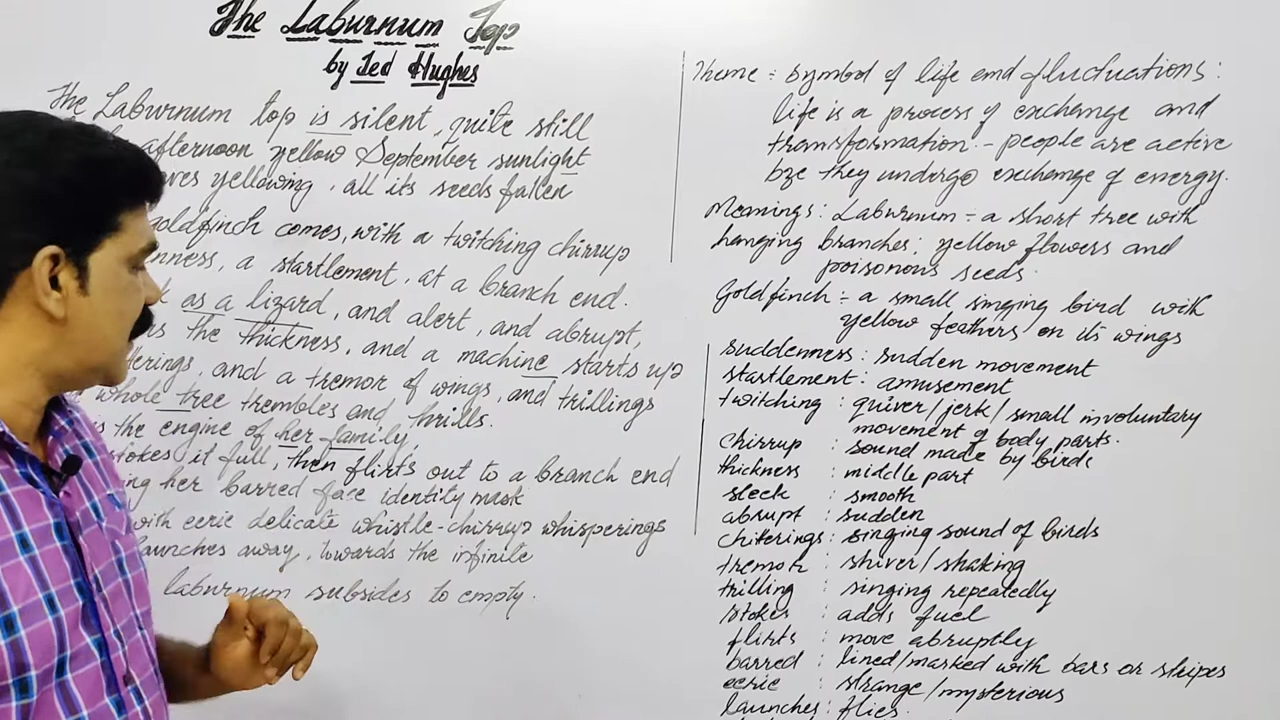 The Laburnum Top
by Ted Hughes
The Laburnum top is silent, quite still
afternoon yellow September sunlight
ves yellowing, all its seeds fallen
goldfinch comes, with a twitching chirrup
nness, a startlement, at a branch end.
k as a lizard, and alert, and abrupt,
s the thickness, and a machine starts up
tterings, and a tremor of wings, and trillings
whole tree trembles and thrills.
is the engine of her family,
stokes it full, then flirts out to a branch end
ng her barred face identity mask
with eerie delicate whistle-chirrup whisperings
launches away, towards the infinite
laburnum subsides to empty.
Theme : symbol of life and fluctuations :
life is a process of exchange and
transformation - people are active
bze they undergo exchange of energy.
Meanings : Laburnum - a short tree with
hanging branches; yellow flowers and
poisonous seeds.
Goldfinch - a small singing bird with
yellow feathers on its wings
suddenness : sudden movement
startlement : amusement
twitching : quiver/jerk/small involuntary
movement of body parts.
chirrup : sound made by birds
thickness : middle part
sleek : smooth
abrupt : sudden
chiterings : singing sound of birds
tremor : shiver/shaking
trilling : singing repeatedly
stokes : adds fuel
flirts : move abruptly
barred : lined/marked with bars or stripes
eerie : strange/mysterious
launches : flies.